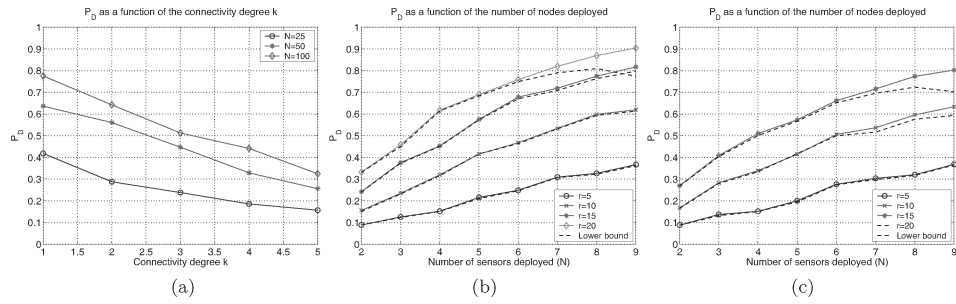 P_D as a function of the connectivity degree k
1
0.9
0.8
0.7
0.6
0.5
0.4
0.3
0.2
0.1
0
P_D
N=25
N=50
N=100
1 1.5 2 2.5 3 3.5 4 4.5 5
Connectivity degree k
(a)
P_D as a function of the number of nodes deployed
1
0.9
0.8
0.7
0.6
0.5
0.4
0.3
0.2
0.1
0
P_D
r=5
r=10
r=15
r=20
Lower bound
2 3 4 5 6 7 8 9
Number of sensors deployed (N)
(b)
P_D as a function of the number of nodes deployed
1
0.9
0.8
0.7
0.6
0.5
0.4
0.3
0.2
0.1
0
P_D
r=5
r=10
r=15
r=20
Lower bound
2 3 4 5 6 7 8 9
Number of sensors deployed (N)
(c)